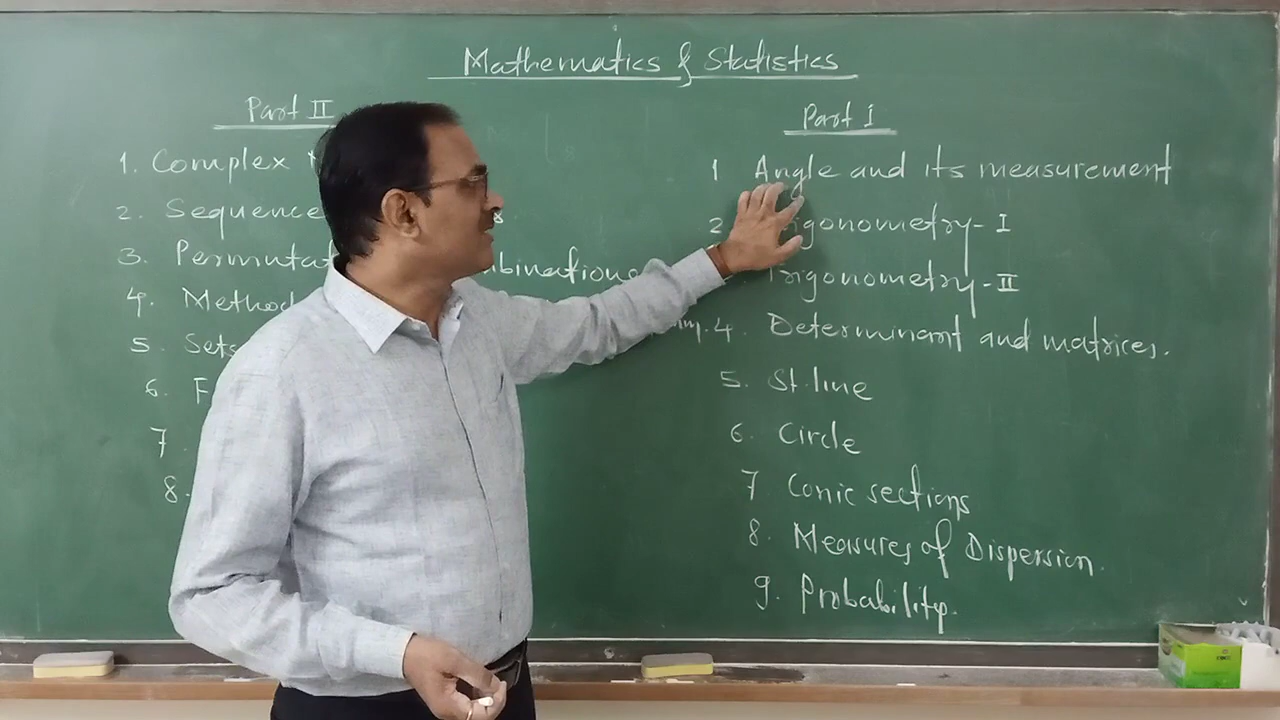 Mathematics & Statistics
Part II
1. Complex
2. Sequence
3. Permutat binations
4. Method
5. Sets
6. F
7.
8.
Part I
1 Angle and its measurement
2 rigonometry - I
Trigonometry - II
4. Determinant and matrices.
5. St. line
6. Circle
7 Conic sections
8. Measures of Dispersion.
9. Probability.